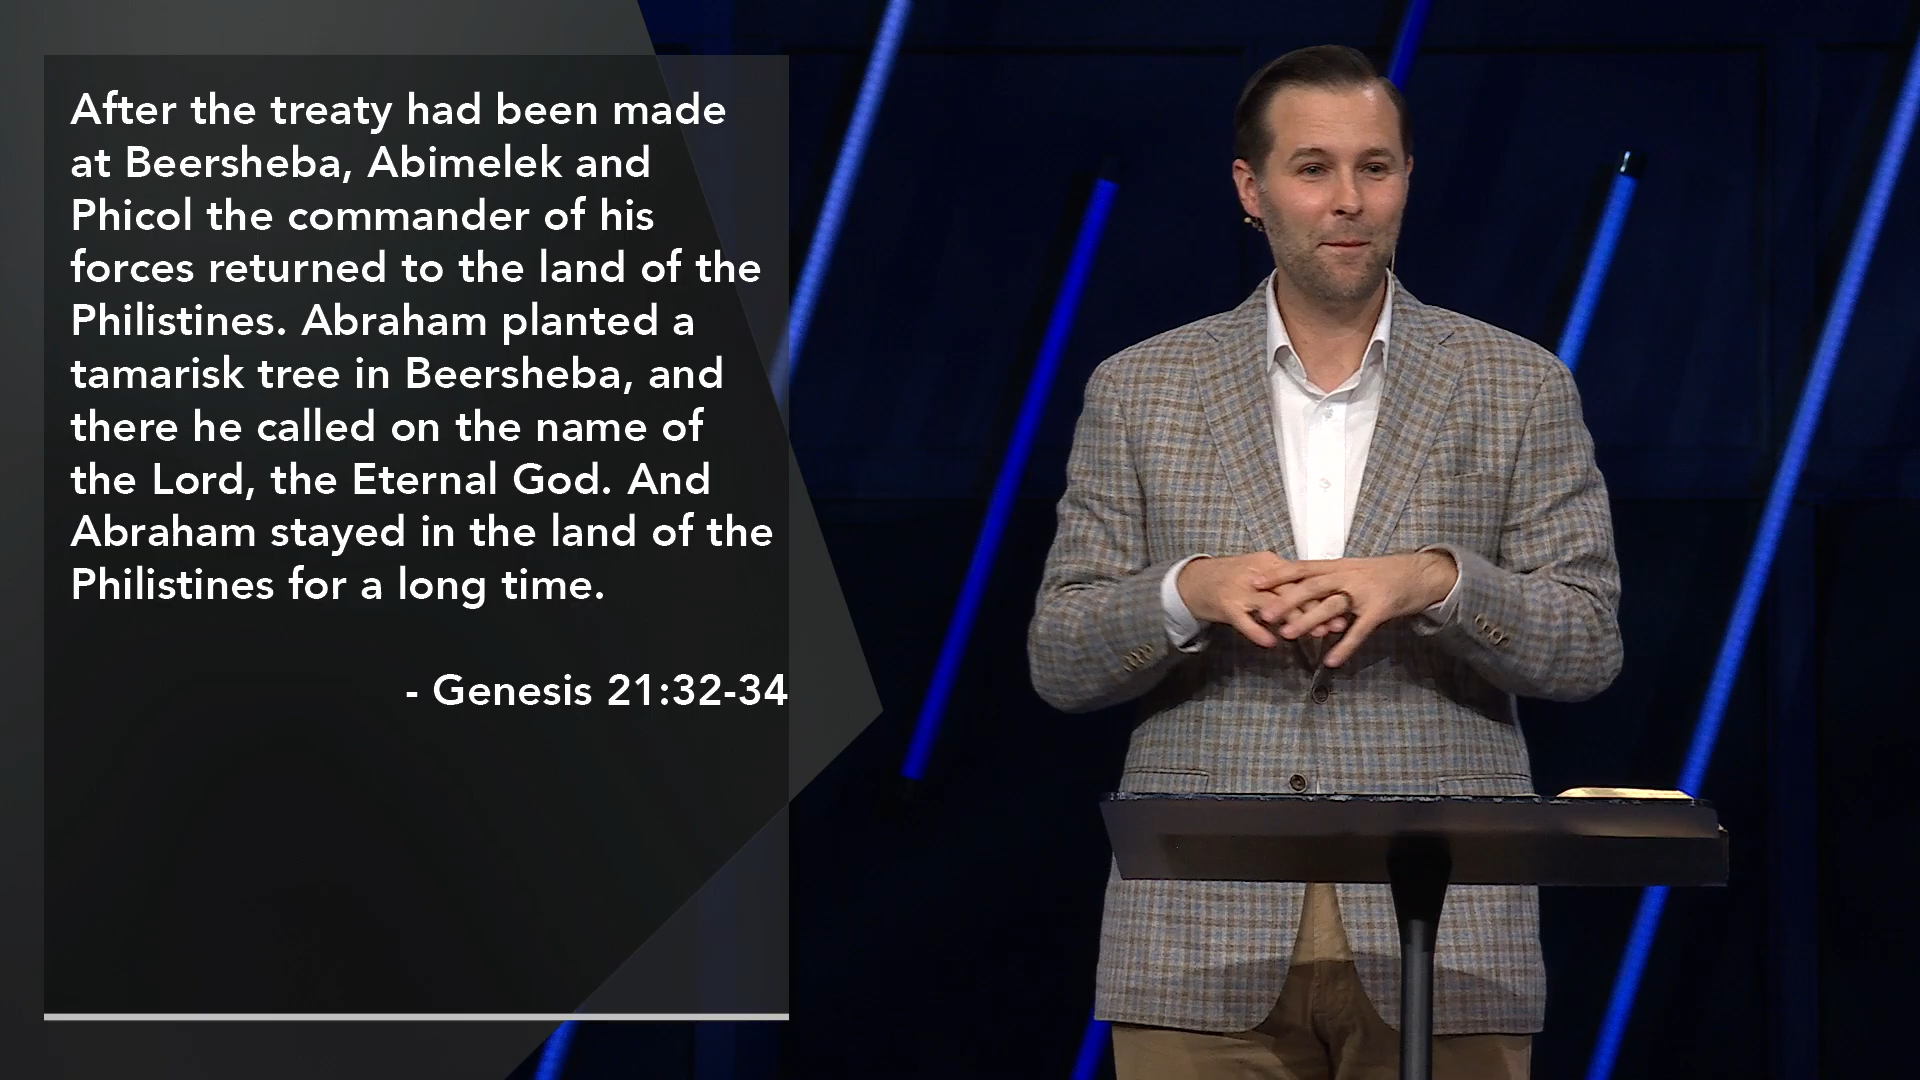 After the treaty had been made
at Beersheba, Abimelek and
Phicol the commander of his
forces returned to the land of the
Philistines. Abraham planted a
tamarisk tree in Beersheba, and
there he called on the name of
the Lord, the Eternal God. And
Abraham stayed in the land of the
Philistines for a long time.
- Genesis 21:32-34